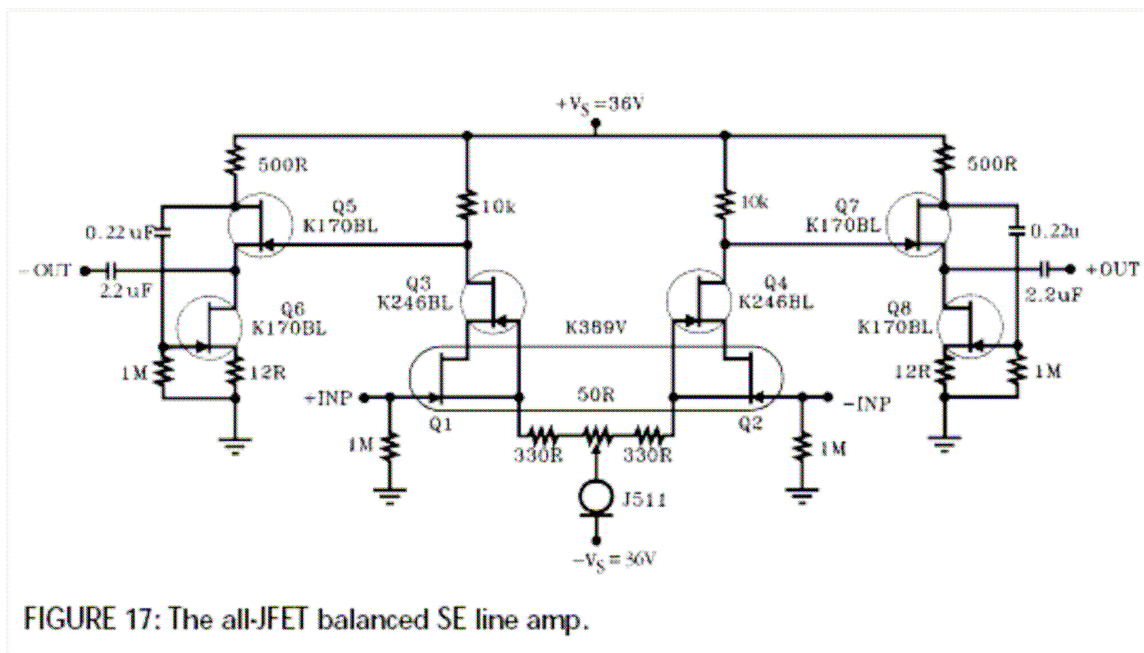 +VS=36V
500R
500R
Q5
K170BL
10k
10k
Q7
K170BL
0.22uF
0.22u
-OUT
2.2uF
+OUT
2.2uF
Q6
K170BL
Q3
K246BL
Q4
K246BL
Q8
K170BL
K389V
1M
12R
12R
1M
+INP
50R
-INP
Q1
Q2
1M
330R
330R
1M
J511
-VS=36V
FIGURE 17: The all-JFET balanced SE line amp.